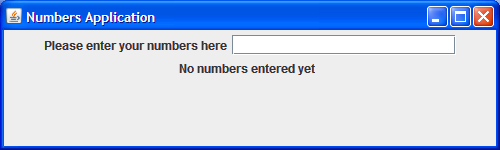 Numbers Application
Please enter your numbers here
No numbers entered yet